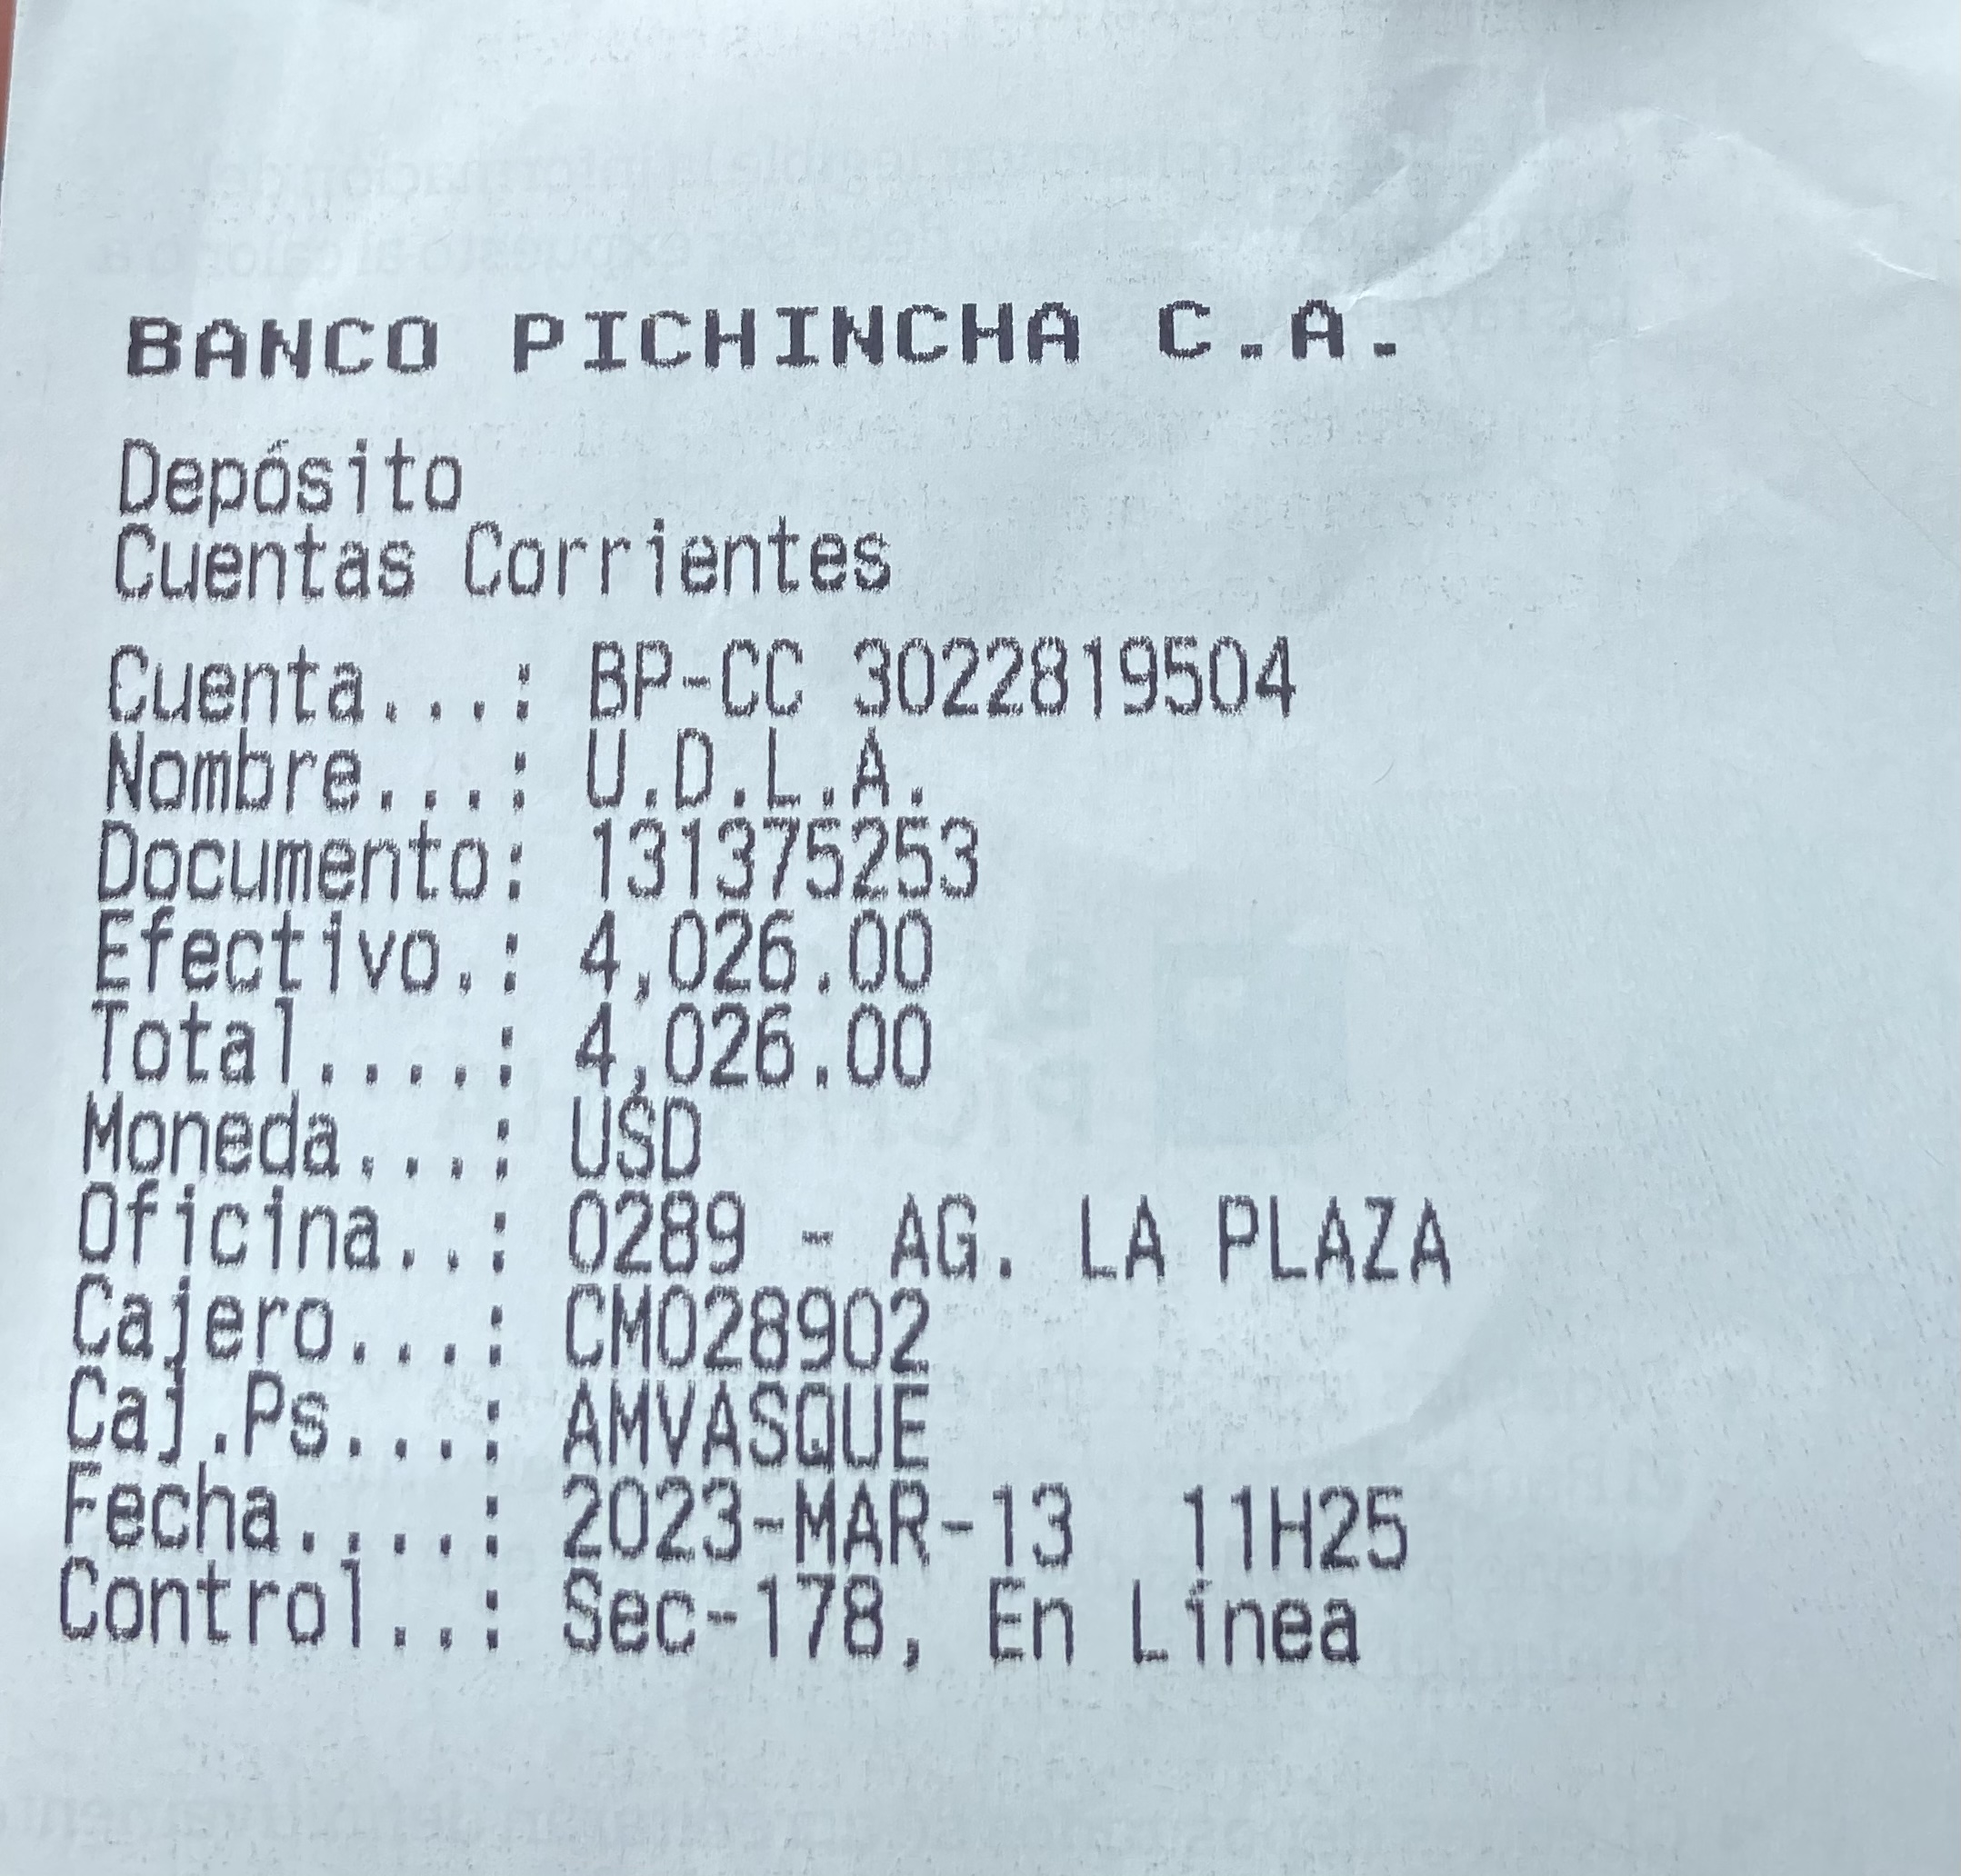 BANCO PICHINCHA C.A.
Depósito
Cuentas Corrientes
Cuenta...: BP-CC 3022819504
Nombre...: U.D.L.A.
Documento: 131375253
Efectivo.: 4,026.00
Total....: 4,026.00
Moneda...: USD
Oficina..: 0289 - AG. LA PLAZA
Cajero...: CM028902
Caj.Ps...: AMVASQUE
Fecha....: 2023-MAR-13 11H25
Control..: Sec-178, En Línea